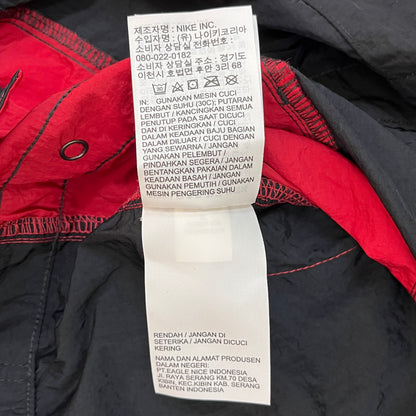 제조자명 : NIKE INC.
수입자명 : (유) 나이키코리아
소비자 상담실 전화번호 :
080-022-0182
소비자 상담실 주소 : 경기도
이천시 호법면 후안 3리 68
IN: GUNAKAN MESIN CUCI
DENGAN SUHU (30C); PUTARAN
LEMBUT / KANCINGKAN SEMUA
PENUTUP PADA SAAT DICUCI
DAN DI KERINGKAN / CUCI
DALAM KEADAAN BAJU BAGIAN
DALAM DILUAR / CUCI DENGAN
YANG SEWARNA / JANGAN
GUNAKAN PELEMBUT /
PINDAHKAN SEGERA / JANGAN
BENTANGKAN PAKAIAN DALAM
KEADAAN BASAH / JANGAN
GUNAKAN PEMUTIH / GUNAKAN
MESIN PENGERING SUHU
RENDAH / JANGAN DI
SETERIKA / JANGAN DICUCI
KERING
NAMA DAN ALAMAT PRODUSEN
DALAM NEGERI:
PT.EAGLE NICE INDONESIA
JL. RAYA SERANG KM.70 DESA
KIBIN, KEC.KIBIN KAB. SERANG
BANTEN, INDONESIA